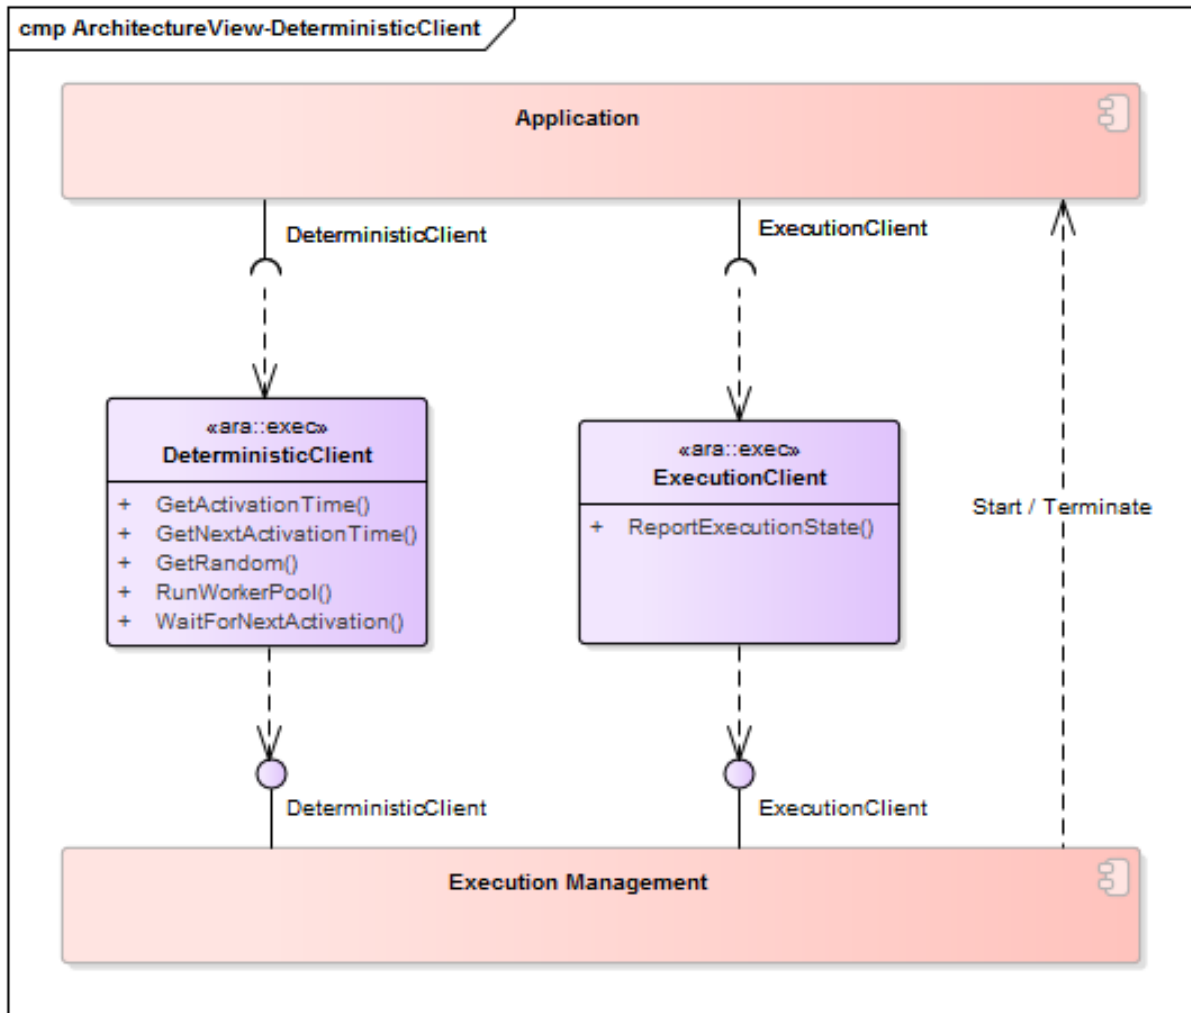 cmp ArchitectureView-DeterministicClient
Application
DeterministicClient
ExecutionClient
«ara::exec»
DeterministicClient
+ GetActivationTime()
+ GetNextActivationTime()
+ GetRandom()
+ RunWorkerPool()
+ WaitForNextActivation()
«ara::exec»
ExecutionClient
+ ReportExecutionState()
Start / Terminate
DeterministicClient
ExecutionClient
Execution Management